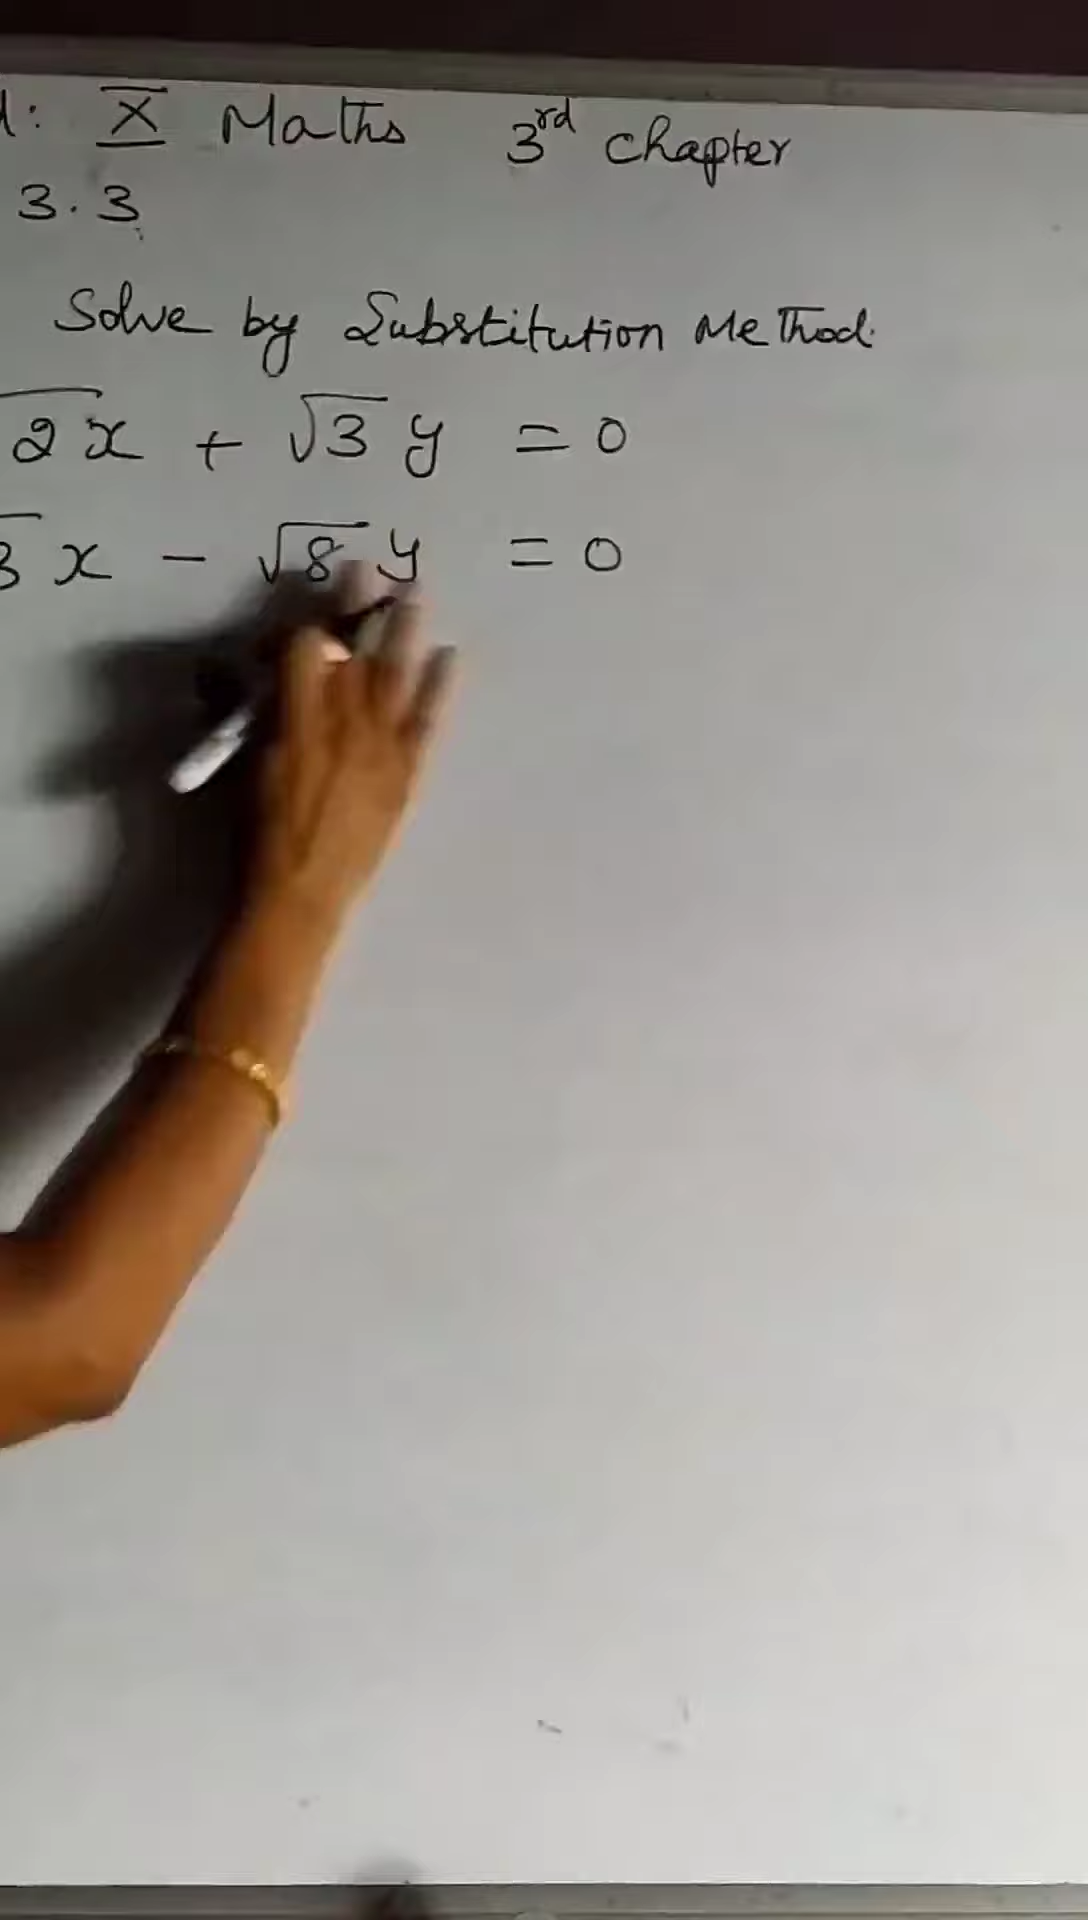 : X Maths 3rd chapter
3.3
Solve by Substitution Method.
√2x + √3 y = 0
√3 x - √8 y = 0